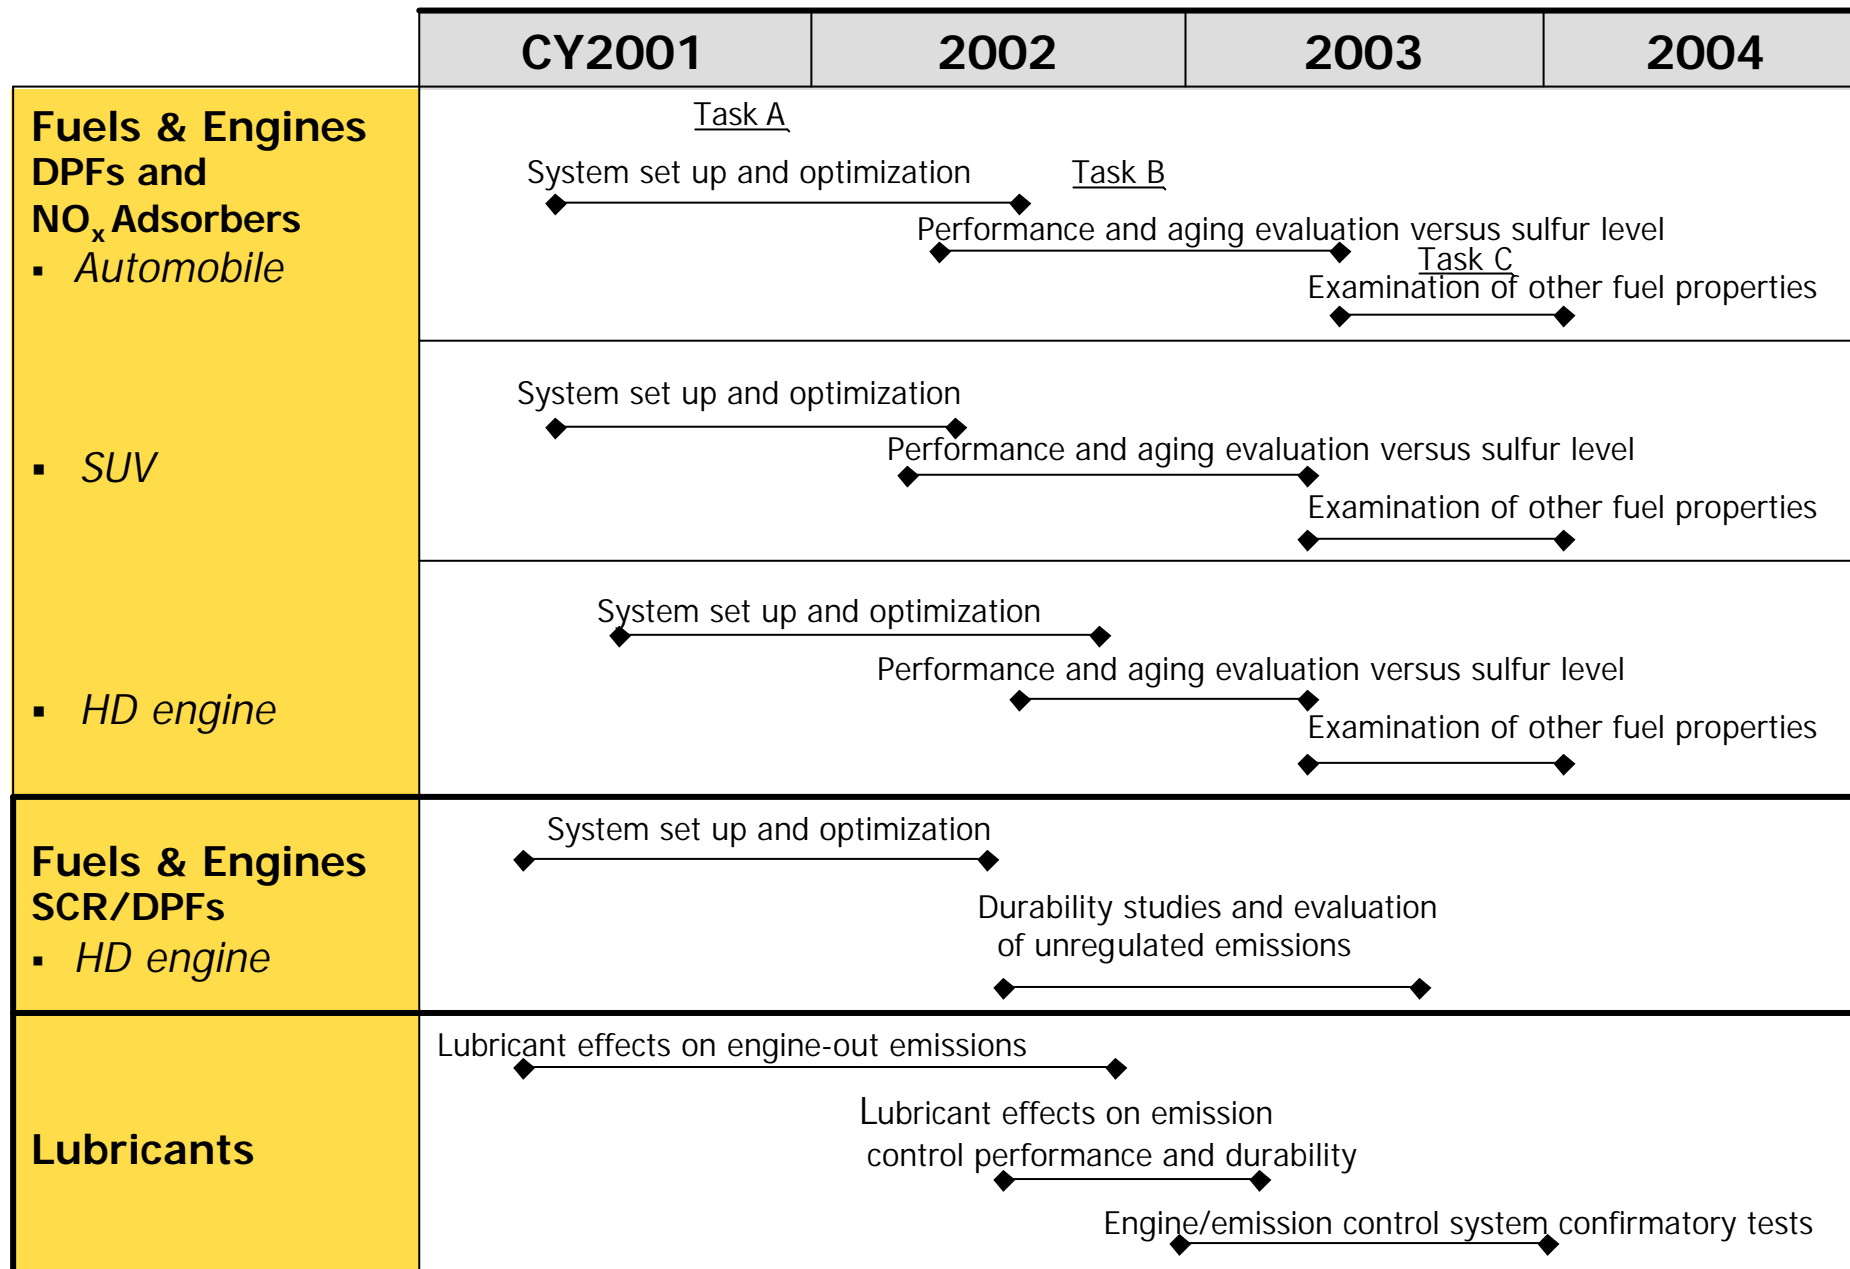 CY2001 2002 2003 2004
Fuels & Engines
DPFs and
NOx Adsorbers
▪ Automobile
Task A
System set up and optimization
Task B
Performance and aging evaluation versus sulfur level
Task C
Examination of other fuel properties
▪ SUV
System set up and optimization
Performance and aging evaluation versus sulfur level
Examination of other fuel properties
▪ HD engine
System set up and optimization
Performance and aging evaluation versus sulfur level
Examination of other fuel properties
Fuels & Engines
SCR/DPFs
▪ HD engine
System set up and optimization
Durability studies and evaluation
of unregulated emissions
Lubricants
Lubricant effects on engine-out emissions
Lubricant effects on emission
control performance and durability
Engine/emission control system confirmatory tests